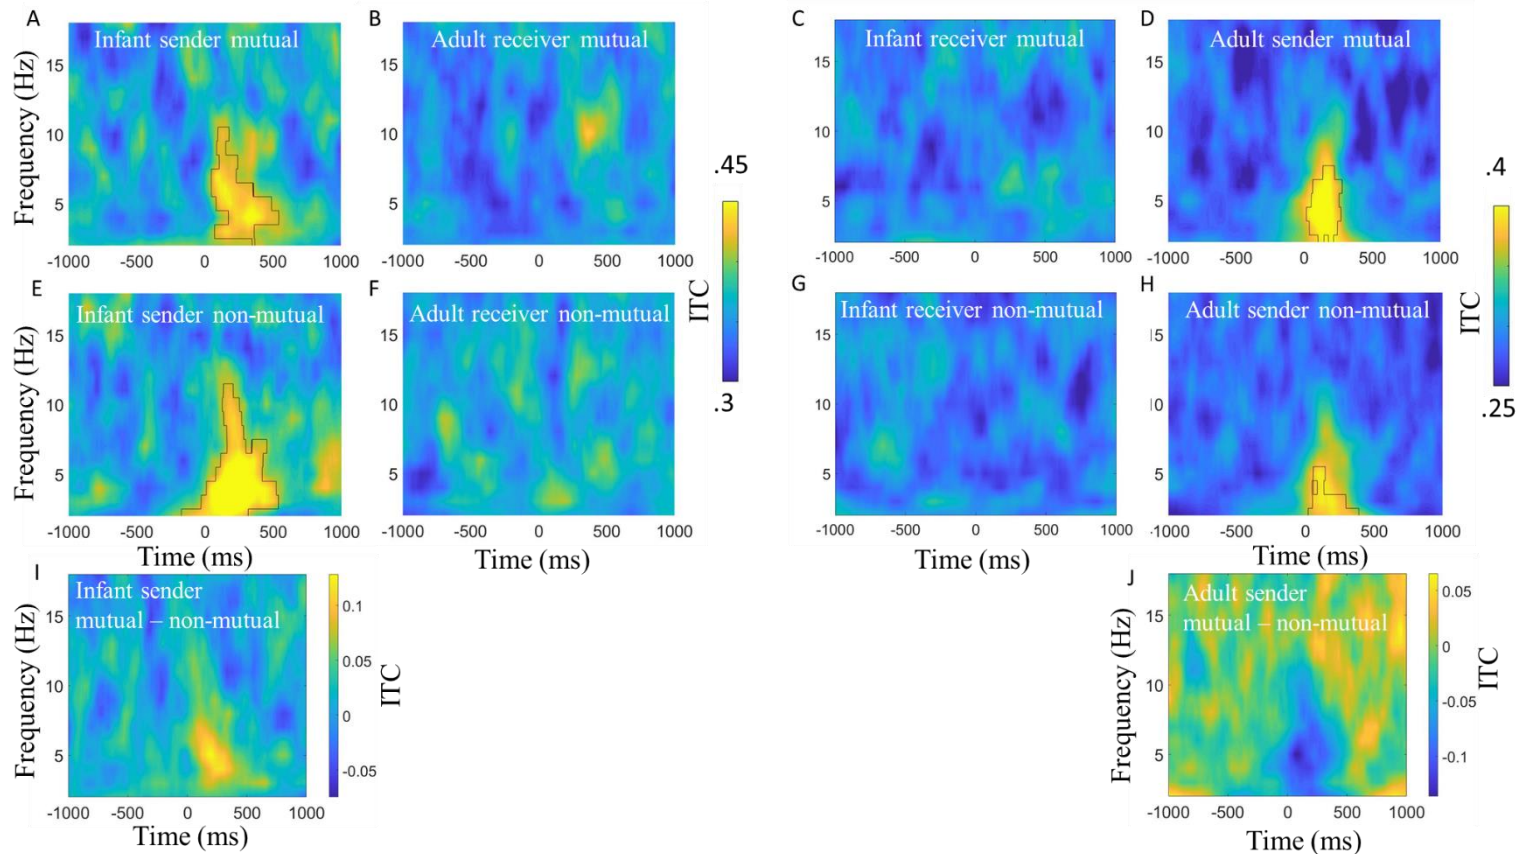 A
B
C
D
Infant sender mutual
Adult receiver mutual
Infant receiver mutual
Adult sender mutual
Frequency (Hz)
15
10
5
15
10
5
15
10
5
15
10
5
-1000 -500 0 500 1000
-1000 -500 0 500 1000
-1000 -500 0 500 1000
-1000 -500 0 500 1000
.45
.3
ITC
.4
.25
ITC
E
F
G
H
Infant sender non-mutual
Adult receiver non-mutual
Infant receiver non-mutual
Adult sender non-mutual
Frequency (Hz)
15
10
5
15
10
5
15
10
5
15
10
5
-1000 -500 0 500 1000
-1000 -500 0 500 1000
-1000 -500 0 500 1000
-1000 -500 0 500 1000
Time (ms)
Time (ms)
Time (ms)
Time (ms)
I
Infant sender
mutual – non-mutual
Frequency (Hz)
15
10
5
-1000 -500 0 500 1000
Time (ms)
0.1
0.05
0
-0.05
ITC
J
Adult sender
mutual – non-mutual
Frequency (Hz)
15
10
5
-1000 -500 0 500 1000
Time (ms)
0.05
0
-0.05
-0.1
ITC